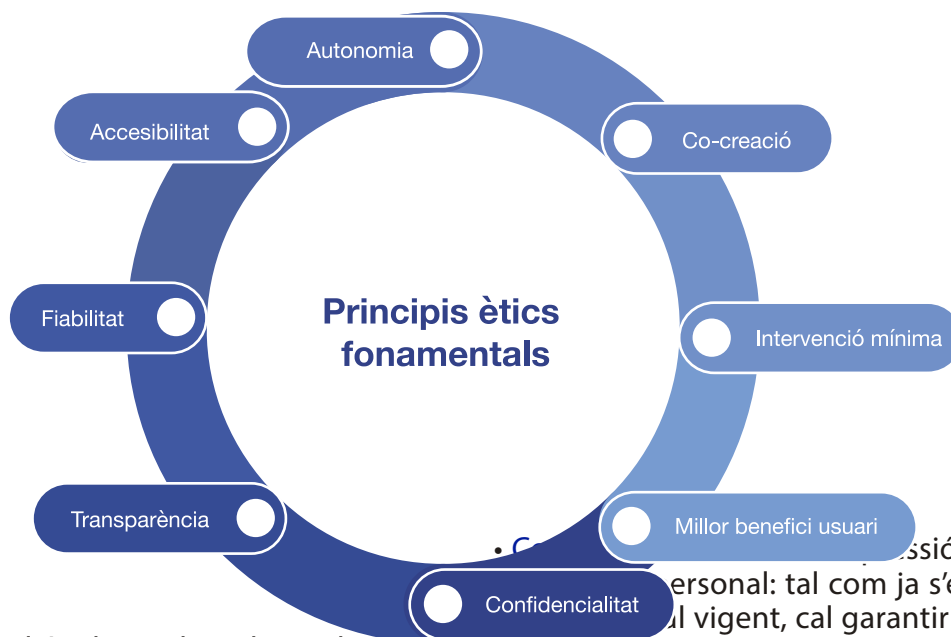 Autonomia
Accesibilitat
Co-creació
Fiabilitat
Principis ètics
fonamentals
Intervenció mínima
Transparència
Millor benefici usuari
Confidencialitat
•
ersonal: tal com ja s'e
vigent, cal garantir